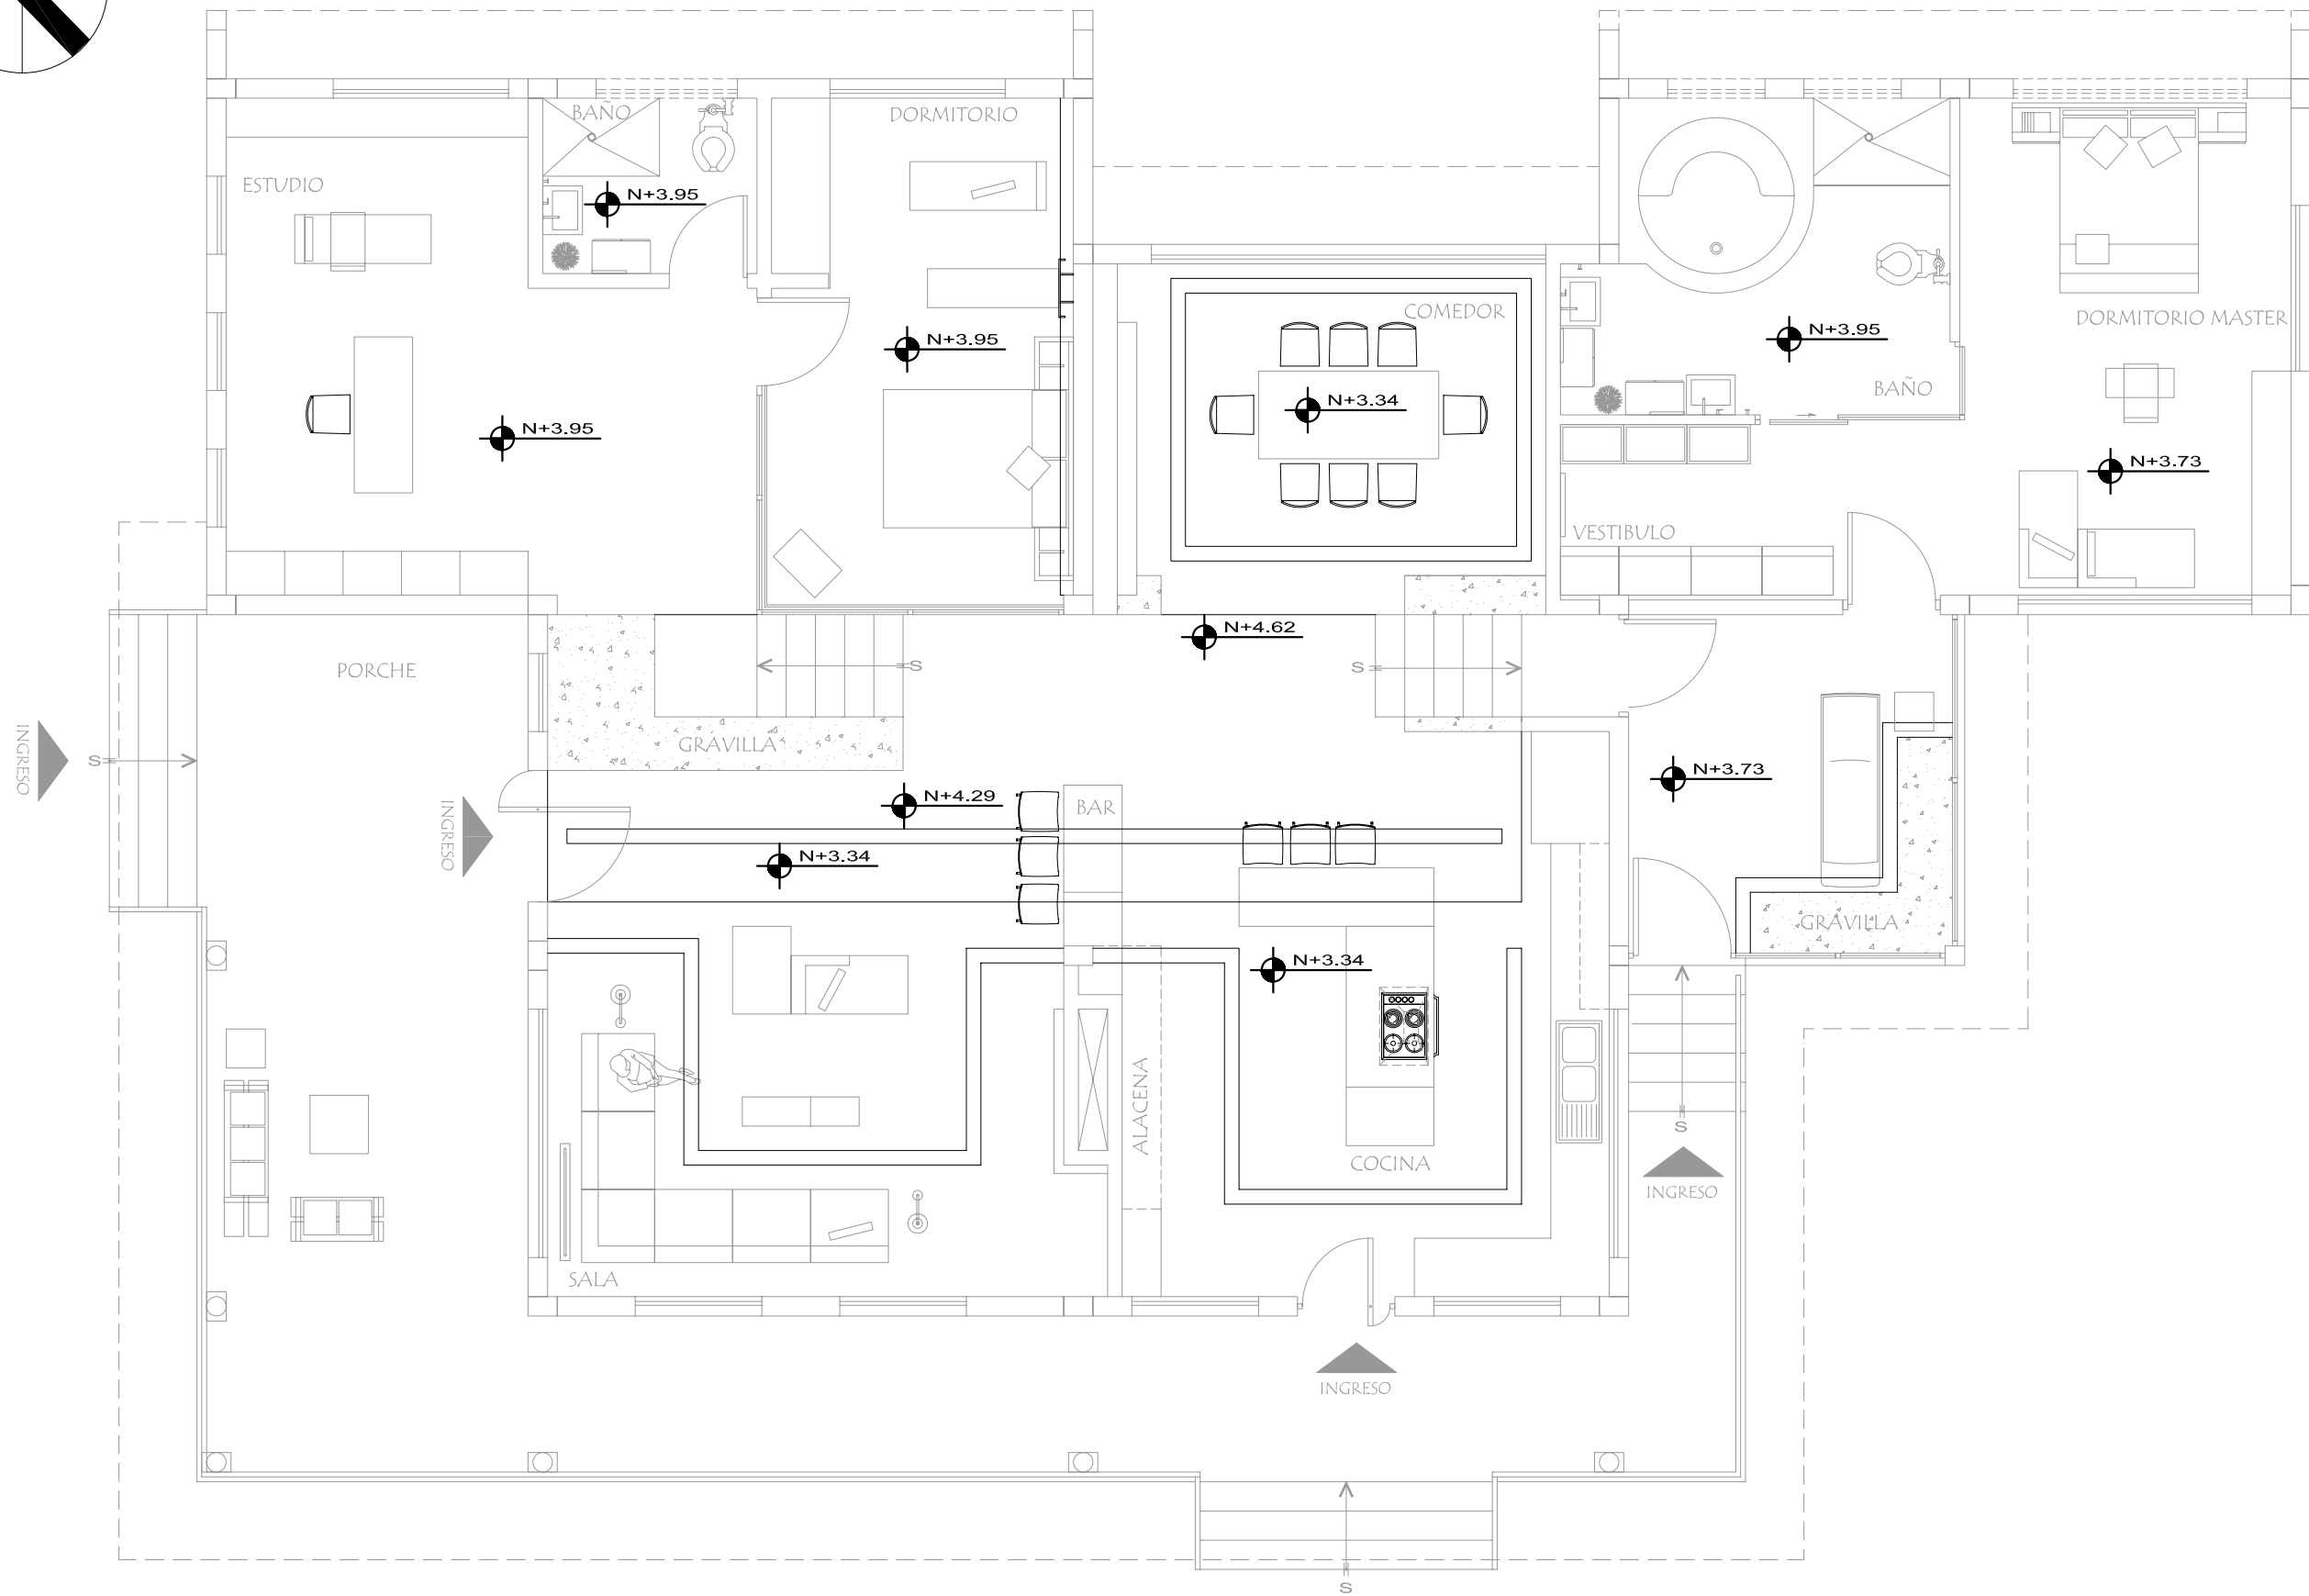 BAÑO
DORMITORIO
ESTUDIO
N+3.95
COMEDOR
DORMITORIO MASTER
N+3.95
N+3.95
BAÑO
N+3.34
N+3.95
N+3.73
VESTIBULO
N+4.62
PORCHE
S
S
GRAVILLA
INGRESO
S
N+3.73
N+4.29
BAR
INGRESO
N+3.34
GRAVILLA
N+3.34
ALACENA
S
COCINA
INGRESO
SALA
INGRESO
S